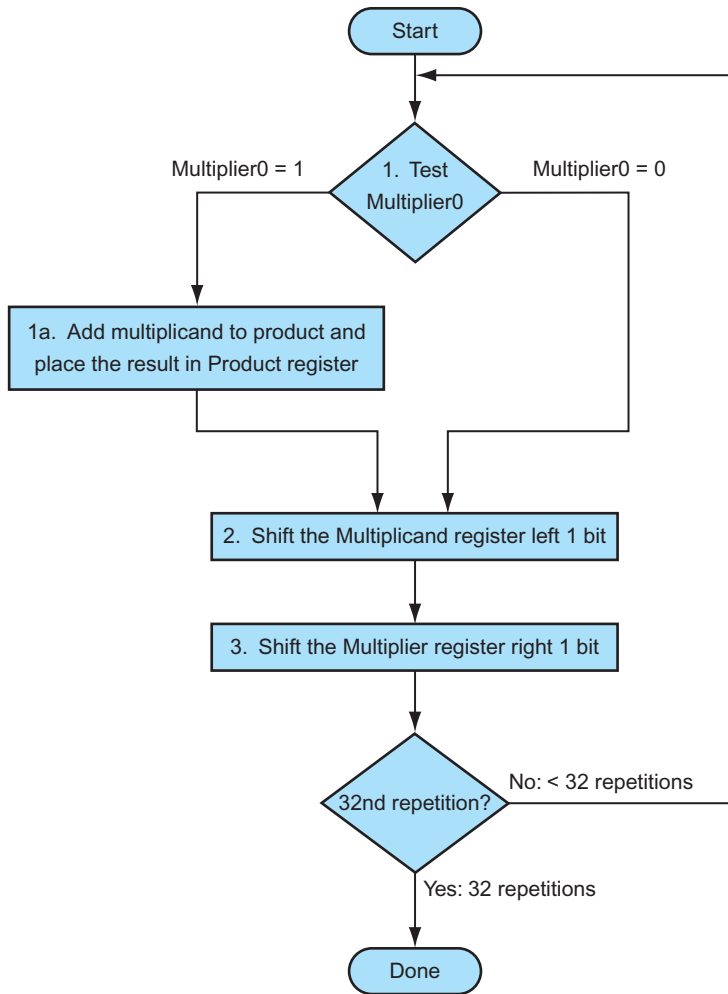 Start
Multiplier0 = 1
1. Test
Multiplier0
Multiplier0 = 0
1a. Add multiplicand to product and
place the result in Product register
2. Shift the Multiplicand register left 1 bit
3. Shift the Multiplier register right 1 bit
32nd repetition?
No: < 32 repetitions
Yes: 32 repetitions
Done